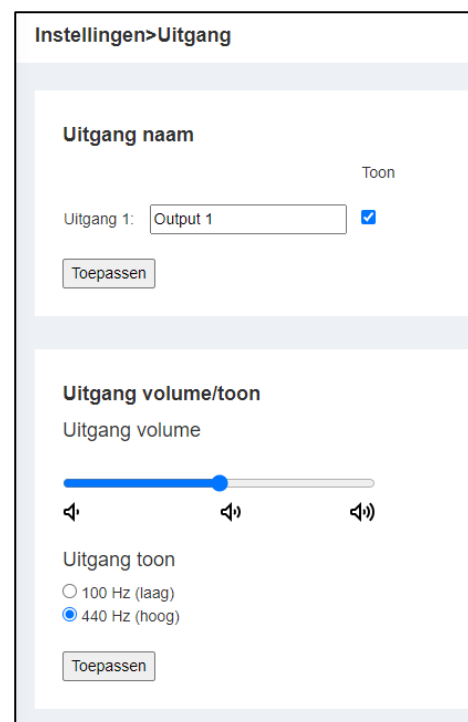 Instellingen>Uitgang
Uitgang naam
Toon
Uitgang 1: Output 1
Toepassen
Uitgang volume/toon
Uitgang volume
Uitgang toon
100 Hz (laag)
440 Hz (hoog)
Toepassen